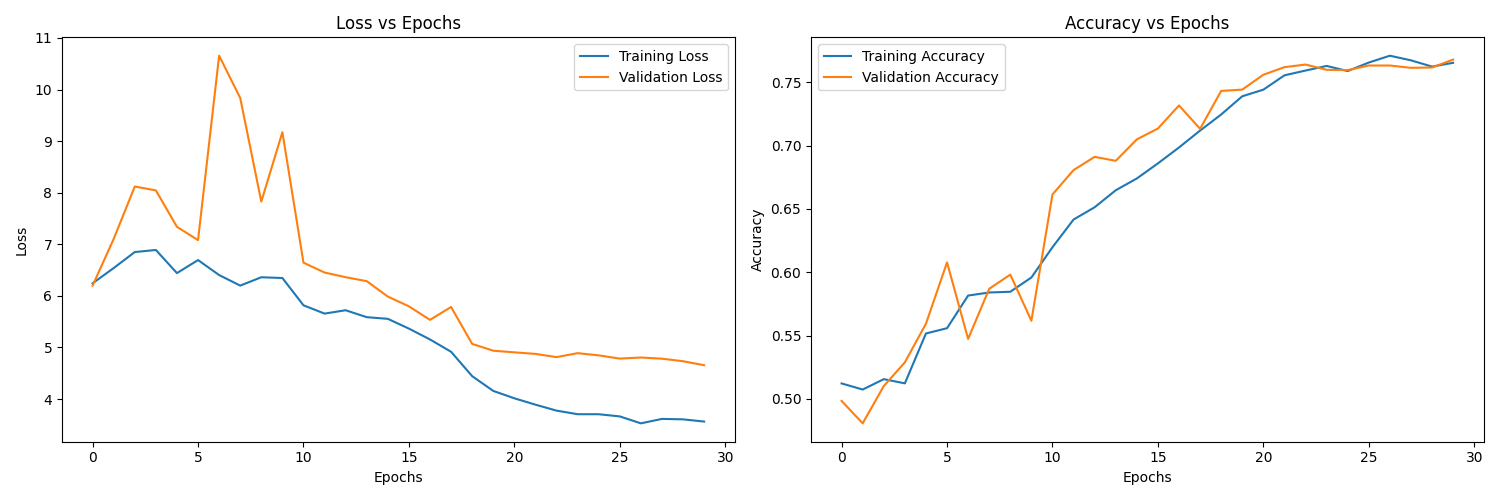 Loss vs Epochs
11
10
9
8
7
6
5
4
Loss
Training Loss
Validation Loss
0 5 10 15 20 25 30
Epochs
Accuracy vs Epochs
0.75
0.70
0.65
0.60
0.55
0.50
Accuracy
Training Accuracy
Validation Accuracy
0 5 10 15 20 25 30
Epochs